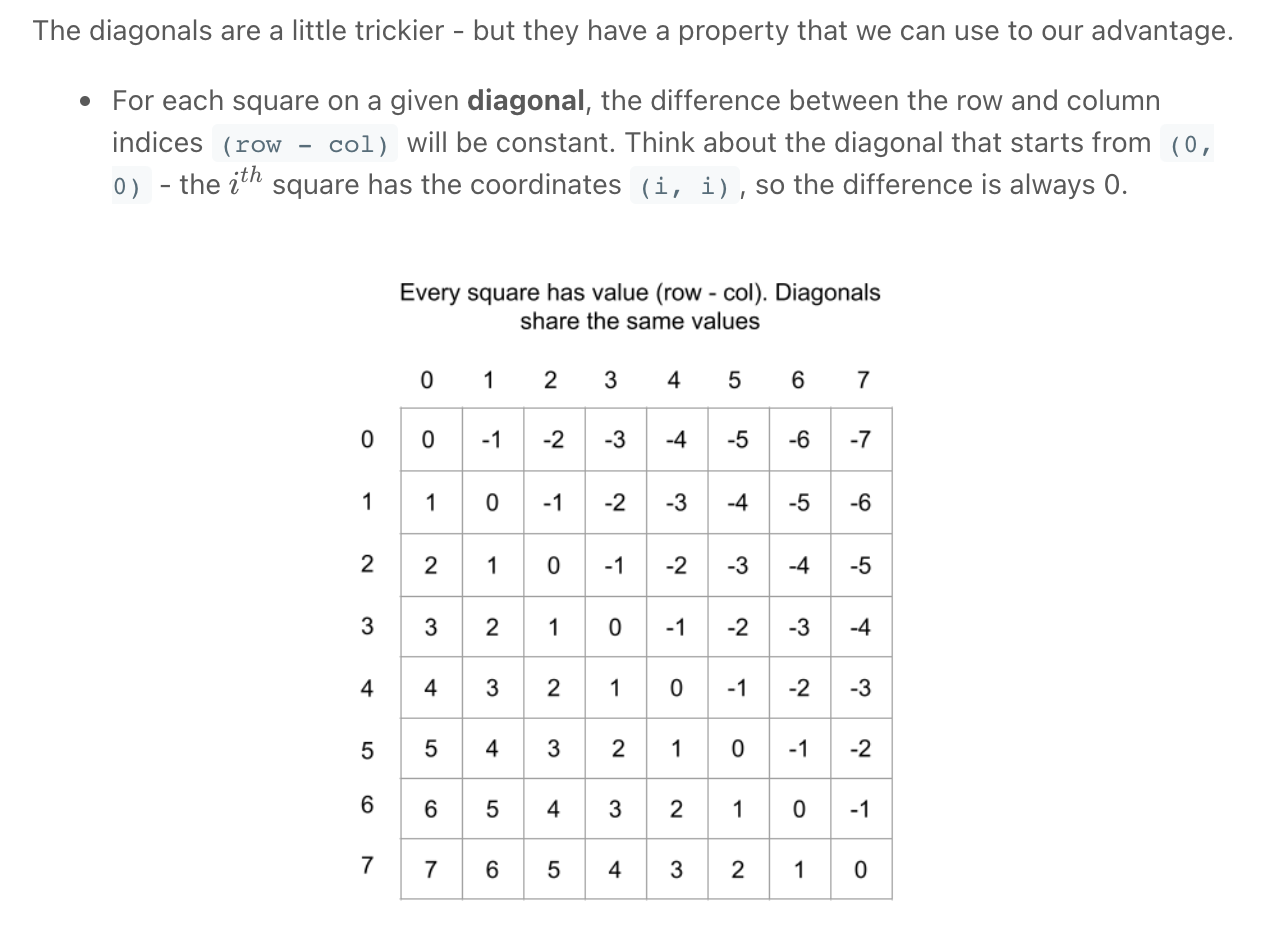 The diagonals are a little trickier - but they have a property that we can use to our advantage.
• For each square on a given diagonal, the difference between the row and column
indices (row - col) will be constant. Think about the diagonal that starts from (0,
0) - the iᵗʰ square has the coordinates (i, i), so the difference is always 0.
Every square has value (row - col). Diagonals
share the same values
0 1 2 3 4 5 6 7
0 0 -1 -2 -3 -4 -5 -6 -7
1 1 0 -1 -2 -3 -4 -5 -6
2 2 1 0 -1 -2 -3 -4 -5
3 3 2 1 0 -1 -2 -3 -4
4 4 3 2 1 0 -1 -2 -3
5 5 4 3 2 1 0 -1 -2
6 6 5 4 3 2 1 0 -1
7 7 6 5 4 3 2 1 0